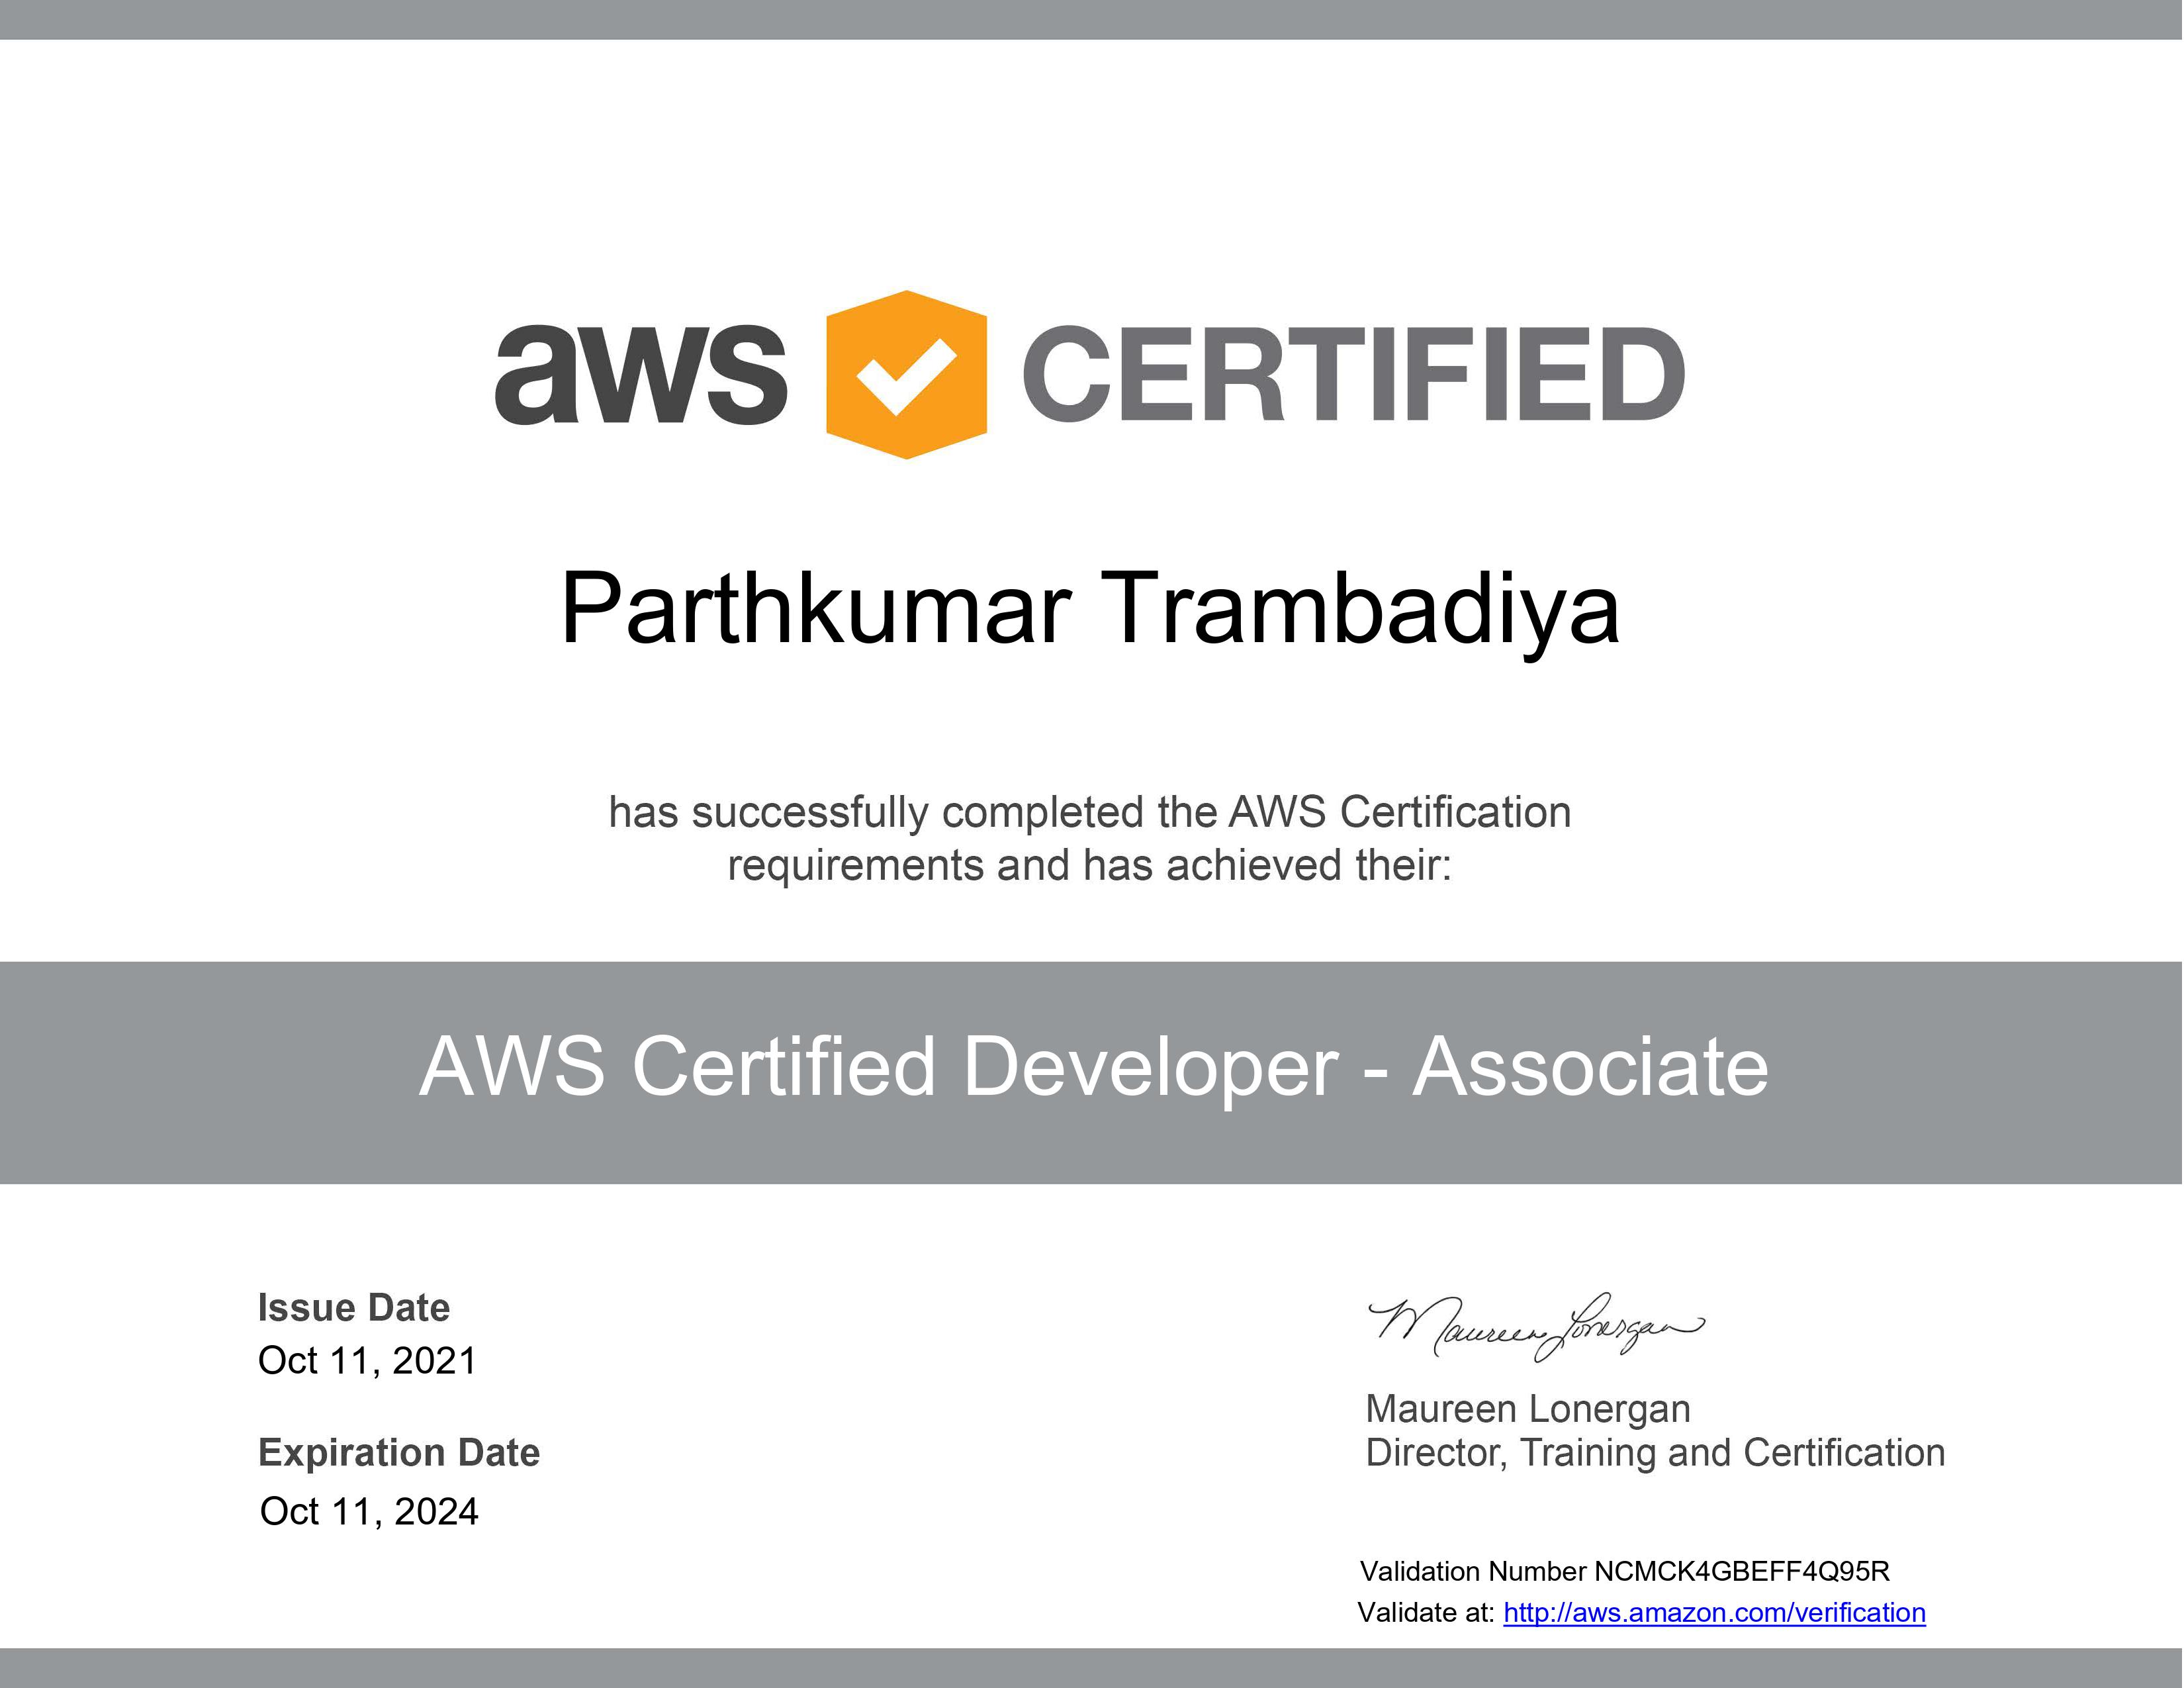 aws CERTIFIED
Parthkumar Trambadiya
has successfully completed the AWS Certification
requirements and has achieved their:
AWS Certified Developer - Associate
Issue Date
Oct 11, 2021
Expiration Date
Oct 11, 2024
Maureen Lonergan
Maureen Lonergan
Director, Training and Certification
Validation Number NCMCK4GBEFF4Q95R
Validate at: http://aws.amazon.com/verification